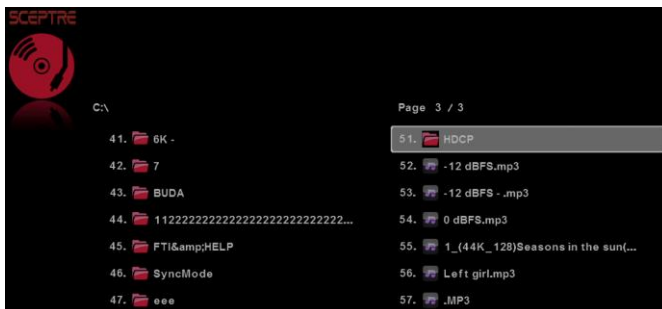 SCEPTRE
C:\
41. 6K -
42. 7
43. BUDA
44. 1122222222222222222222222222...
45. FTI&amp;HELP
46. SyncMode
47. eee
Page 3 / 3
51. HDCP
52. -12 dBFS.mp3
53. -12 dBFS - .mp3
54. 0 dBFS.mp3
55. 1_(44K_128)Seasons in the sun(...
56. Left girl.mp3
57. .MP3